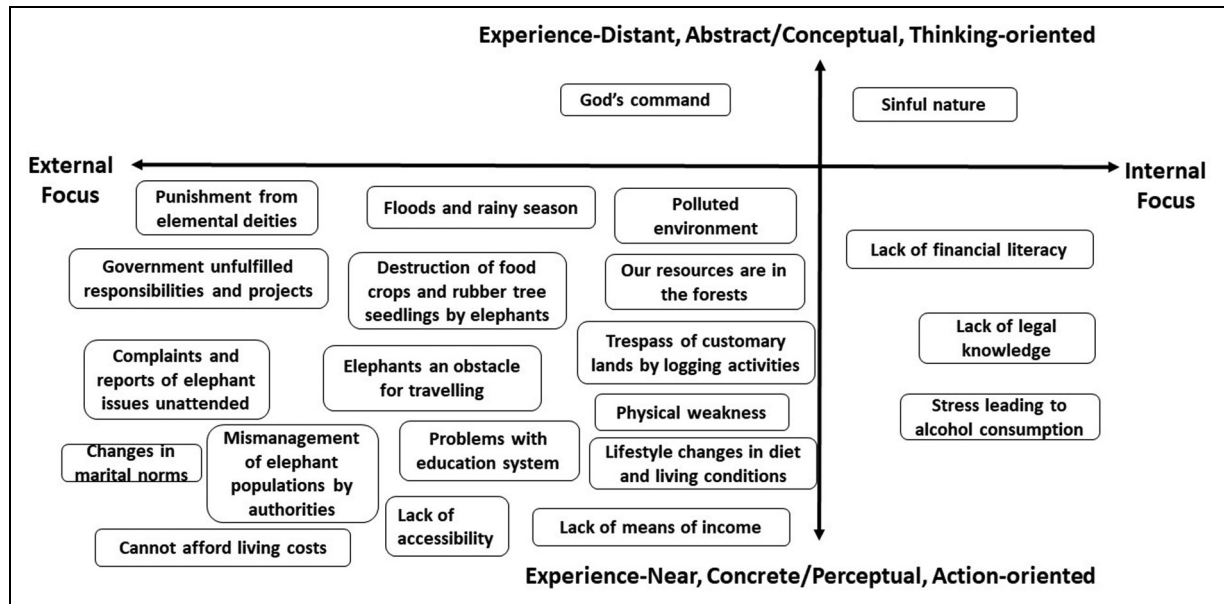 Experience-Distant, Abstract/Conceptual, Thinking-oriented
God's command
Sinful nature
External
Focus
Internal
Focus
Punishment from
elemental deities
Floods and rainy season
Polluted
environment
Lack of financial literacy
Government unfulfilled
responsibilities and projects
Destruction of food
crops and rubber tree
seedlings by elephants
Our resources are in
the forests
Lack of legal
knowledge
Complaints and
reports of elephant
issues unattended
Elephants an obstacle
for travelling
Trespass of customary
lands by logging activities
Physical weakness
Stress leading to
alcohol consumption
Changes in
marital norms
Mismanagement
of elephant
populations by
authorities
Problems with
education system
Lifestyle changes in diet
and living conditions
Lack of
accessibility
Lack of means of income
Cannot afford living costs
Experience-Near, Concrete/Perceptual, Action-oriented